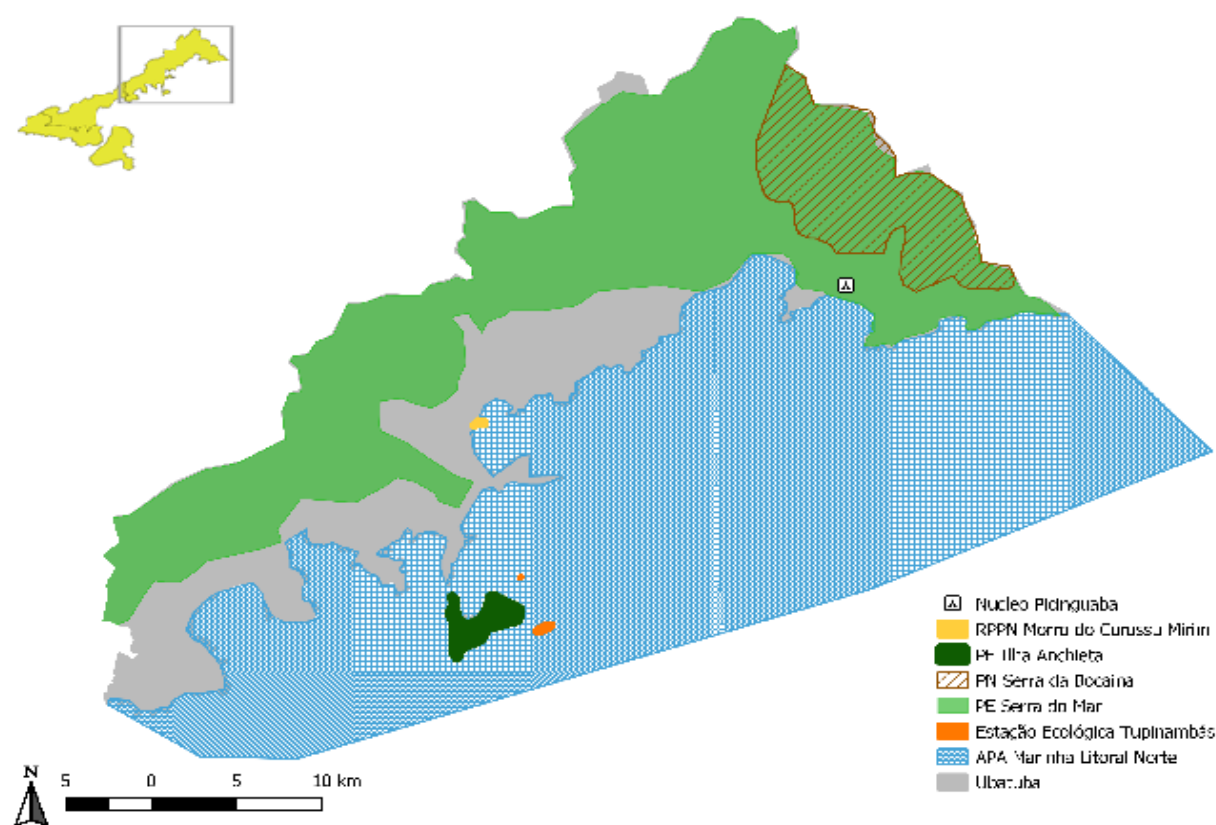 Nucleo Picinguaba
RPPN Morro do Curussu Mirim
PE Ilha Anchieta
PN Serra da Bocaina
PE Serra do Mar
Estação Ecológica Tupinambás
APA Marinha Litoral Norte
Ubatuba
N
5 0 5 10 km